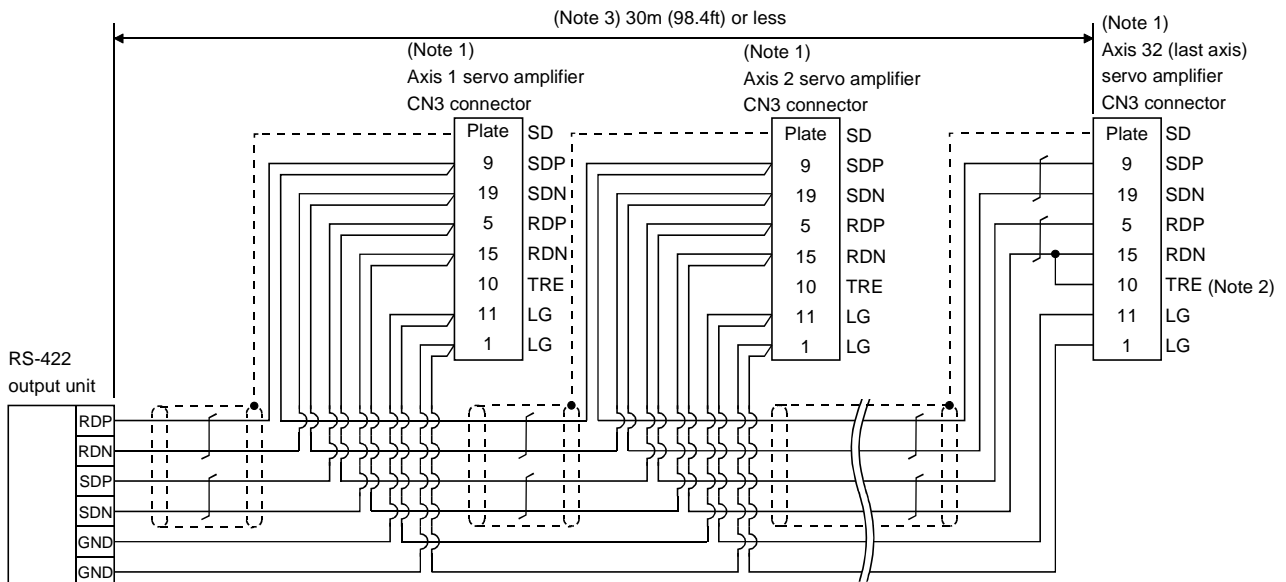 (Note 3) 30m (98.4ft) or less
(Note 1)
Axis 1 servo amplifier
CN3 connector
Plate SD
9 SDP
19 SDN
5 RDP
15 RDN
10 TRE
11 LG
1 LG
(Note 1)
Axis 2 servo amplifier
CN3 connector
Plate SD
9 SDP
19 SDN
5 RDP
15 RDN
10 TRE
11 LG
1 LG
(Note 1)
Axis 32 (last axis)
servo amplifier
CN3 connector
Plate SD
9 SDP
19 SDN
5 RDP
15 RDN
10 TRE (Note 2)
11 LG
1 LG
RS-422
output unit
RDP
RDN
SDP
SDN
GND
GND